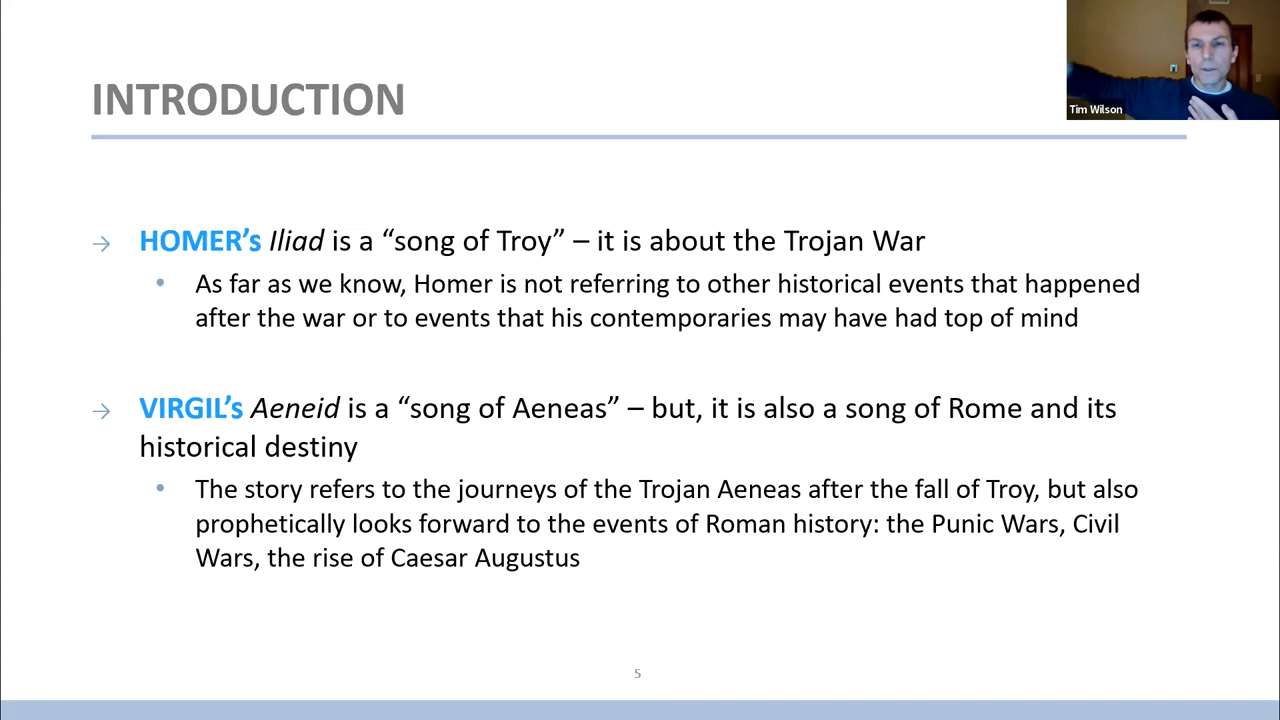 INTRODUCTION
Tim Wilson
→ HOMER’s Iliad is a “song of Troy” – it is about the Trojan War
• As far as we know, Homer is not referring to other historical events that happened
after the war or to events that his contemporaries may have had top of mind
→ VIRGIL’s Aeneid is a “song of Aeneas” – but, it is also a song of Rome and its
historical destiny
• The story refers to the journeys of the Trojan Aeneas after the fall of Troy, but also
prophetically looks forward to the events of Roman history: the Punic Wars, Civil
Wars, the rise of Caesar Augustus
5